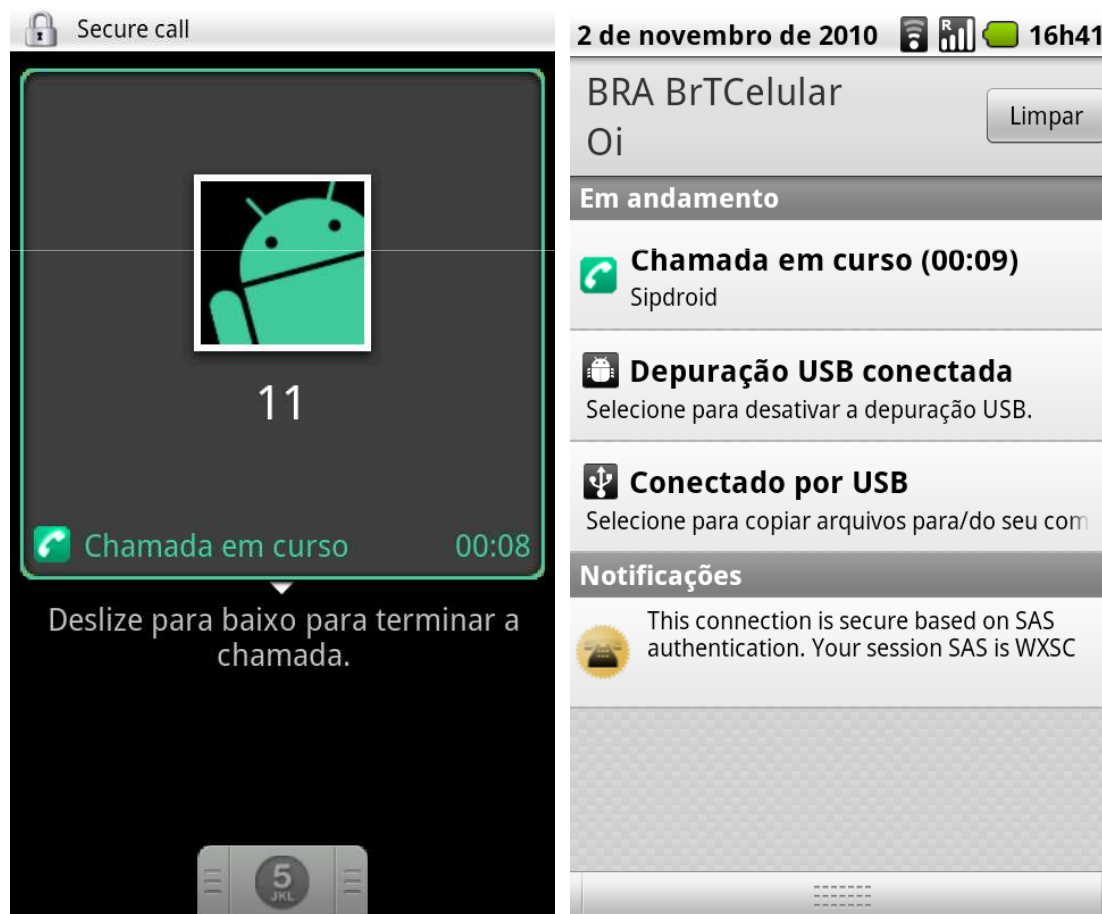 Secure call
11
Chamada em curso 00:08
Deslize para baixo para terminar a
chamada.
5
JKL
2 de novembro de 2010 R 16h41
BRA BrTCelular
Oi
Limpar
Em andamento
Chamada em curso (00:09)
Sipdroid
Depuração USB conectada
Selecione para desativar a depuração USB.
Conectado por USB
Selecione para copiar arquivos para/do seu com
Notificações
This connection is secure based on SAS
authentication. Your session SAS is WXSC